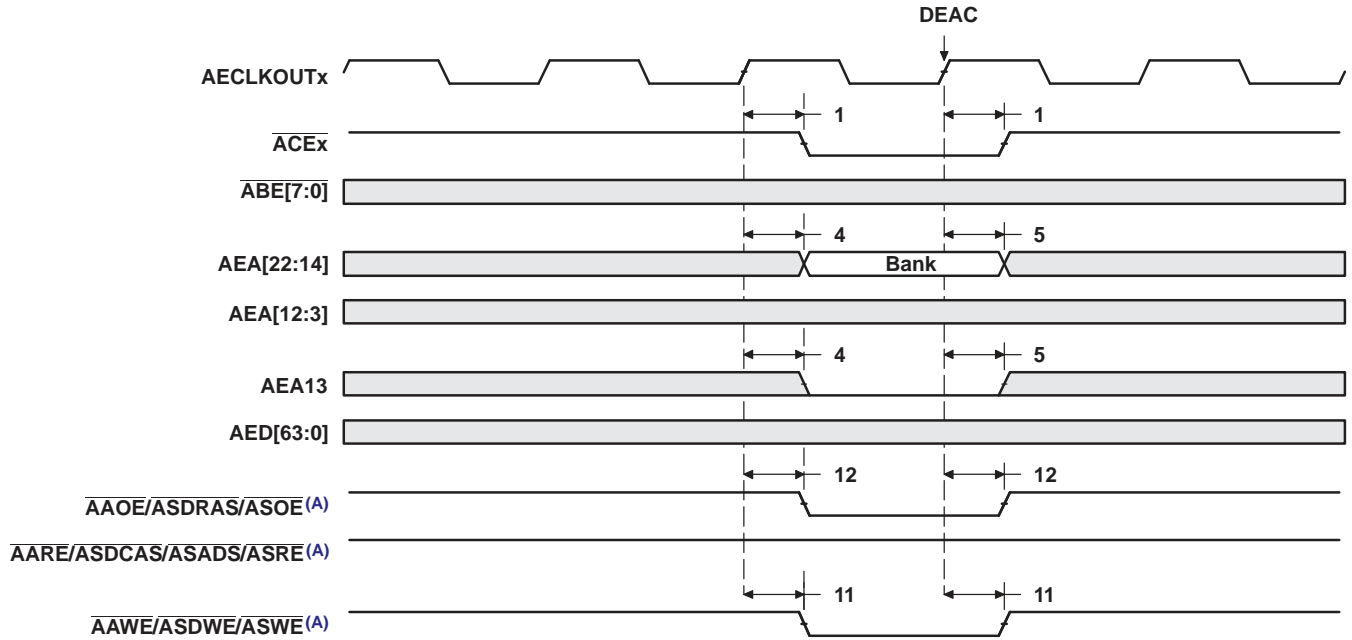 DEAC
AECLKOUTx
1 1
ACEx
ABE[7:0]
4 5
AEA[22:14] Bank
AEA[12:3]
4 5
AEA13
AED[63:0]
12 12
AAOE/ASDRAS/ASOE(A)
AARE/ASDCAS/ASADS/ASRE(A)
11 11
AAWE/ASDWE/ASWE(A)